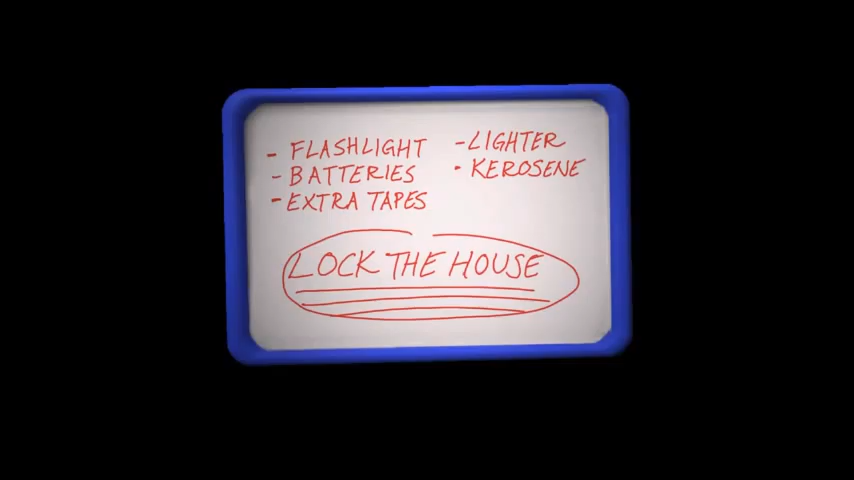 - FLASHLIGHT
- BATTERIES
- EXTRA TAPES
- LIGHTER
- KEROSENE
LOCK THE HOUSE